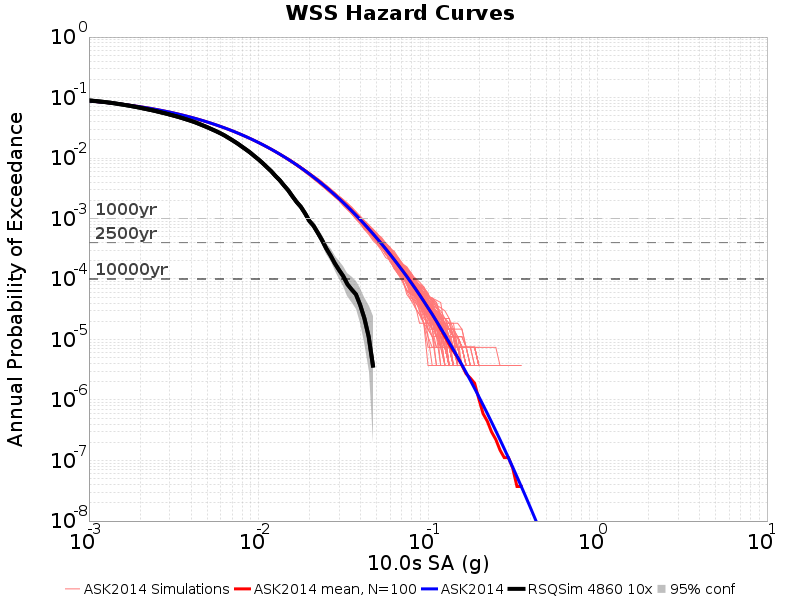 WSS Hazard Curves
Annual Probability of Exceedance
10^0
10^-1
10^-2
10^-3
10^-4
10^-5
10^-6
10^-7
10^-8
1000yr
2500yr
10000yr
10^-3 10^-2 10^-1 10^0 10^1
10.0s SA (g)
ASK2014 Simulations ASK2014 mean, N=100 ASK2014 RSQSim 4860 10x 95% conf